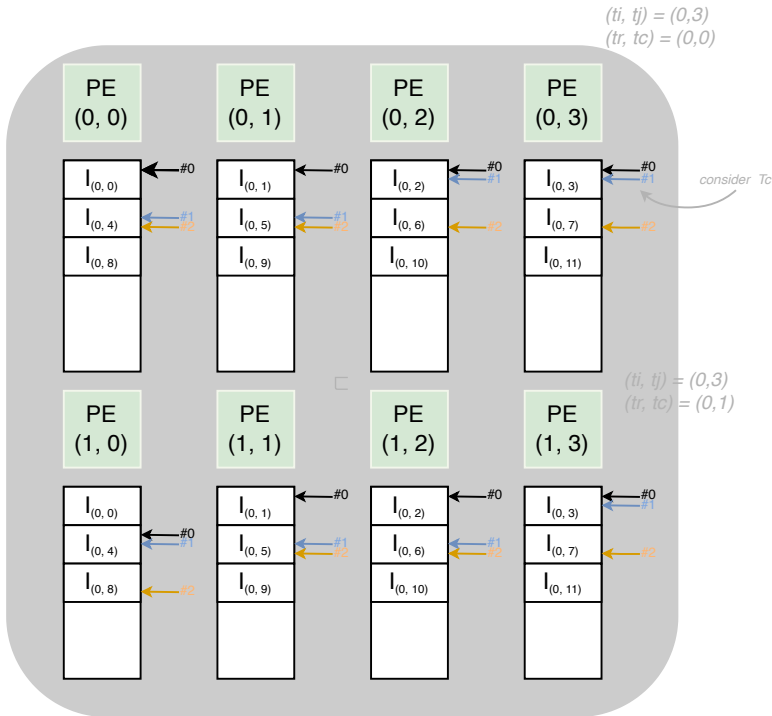 (ti, tj) = (0,3)
(tr, tc) = (0,0)
PE
(0, 0)
PE
(0, 1)
PE
(0, 2)
PE
(0, 3)
I(0, 0)
#0
I(0, 4)
#1
#2
I(0, 8)
I(0, 1)
#0
I(0, 5)
#1
#2
I(0, 9)
I(0, 2)
#0
#1
I(0, 6)
#2
I(0, 10)
I(0, 3)
#0
#1
I(0, 7)
#2
I(0, 11)
consider Tc
(ti, tj) = (0,3)
(tr, tc) = (0,1)
PE
(1, 0)
PE
(1, 1)
PE
(1, 2)
PE
(1, 3)
I(0, 0)
I(0, 4)
#0
#1
I(0, 8)
#2
I(0, 1)
#0
I(0, 5)
#1
#2
I(0, 9)
I(0, 2)
#0
I(0, 6)
#1
#2
I(0, 10)
I(0, 3)
#0
#1
I(0, 7)
#2
I(0, 11)